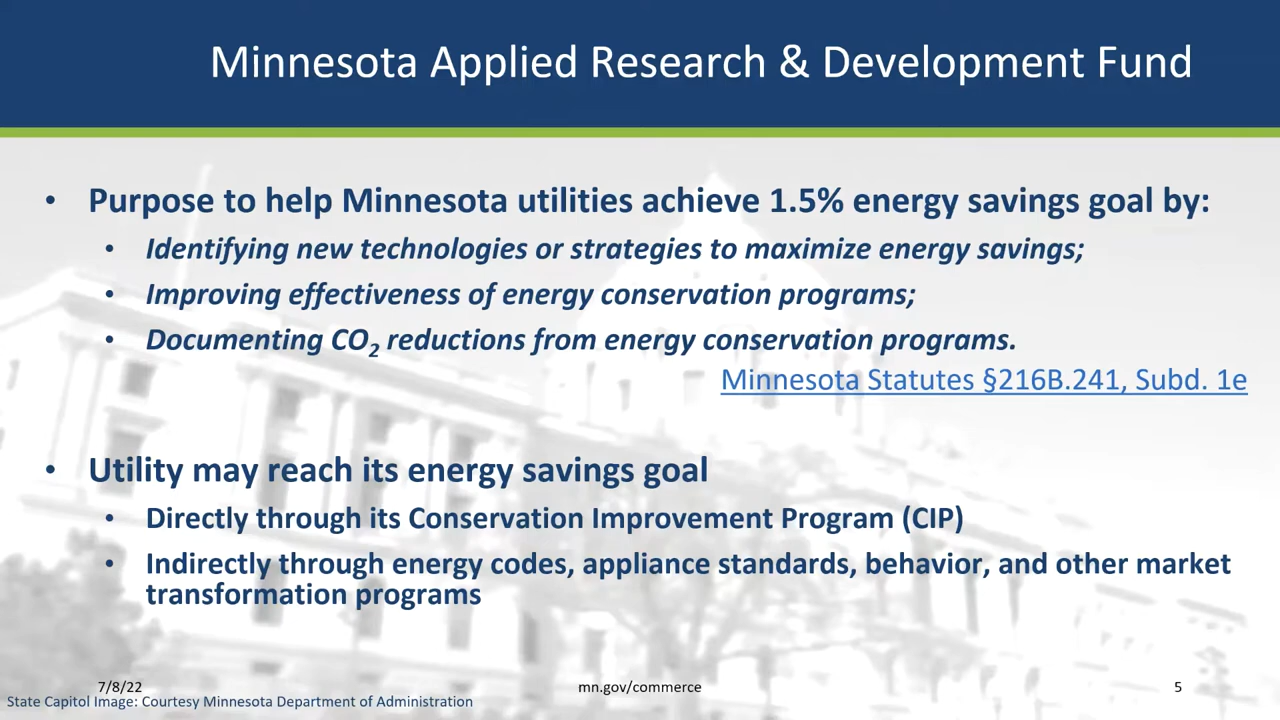 Minnesota Applied Research & Development Fund
• Purpose to help Minnesota utilities achieve 1.5% energy savings goal by:
• Identifying new technologies or strategies to maximize energy savings;
• Improving effectiveness of energy conservation programs;
• Documenting CO₂ reductions from energy conservation programs.
Minnesota Statutes §216B.241, Subd. 1e
• Utility may reach its energy savings goal
• Directly through its Conservation Improvement Program (CIP)
• Indirectly through energy codes, appliance standards, behavior, and other market
transformation programs
7/8/22 mn.gov/commerce 5
State Capitol Image: Courtesy Minnesota Department of Administration